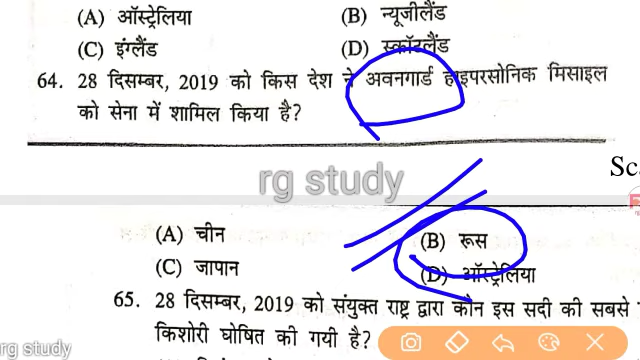 (A) ऑस्ट्रेलिया (B) न्यूजीलैंड
(C) इंग्लैंड (D) स्कॉटलैंड
64. 28 दिसम्बर, 2019 को किस देश ने अवनगार्ड हाइपरसोनिक मिसाइल
को सेना में शामिल किया है?
rg study
Sc
(A) चीन (B) रूस
(C) जापान (D) ऑस्ट्रेलिया
65. 28 दिसम्बर, 2019 को संयुक्त राष्ट्र द्वारा कौन इस सदी की सबसे
किशोरी घोषित की गयी है?
rg study